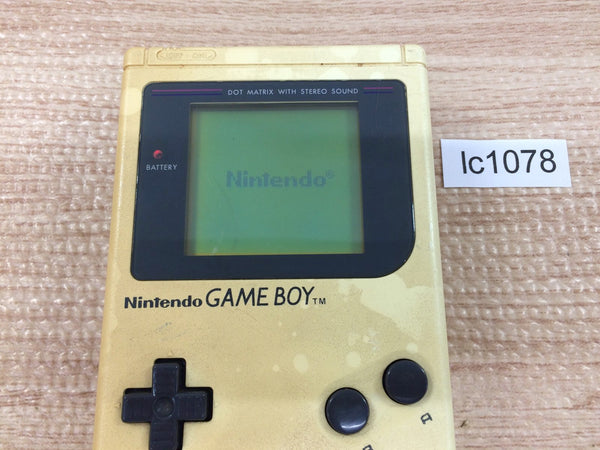 DOT MATRIX WITH STEREO SOUND
BATTERY
Nintendo®
lc1078
Nintendo GAME BOY TM
A